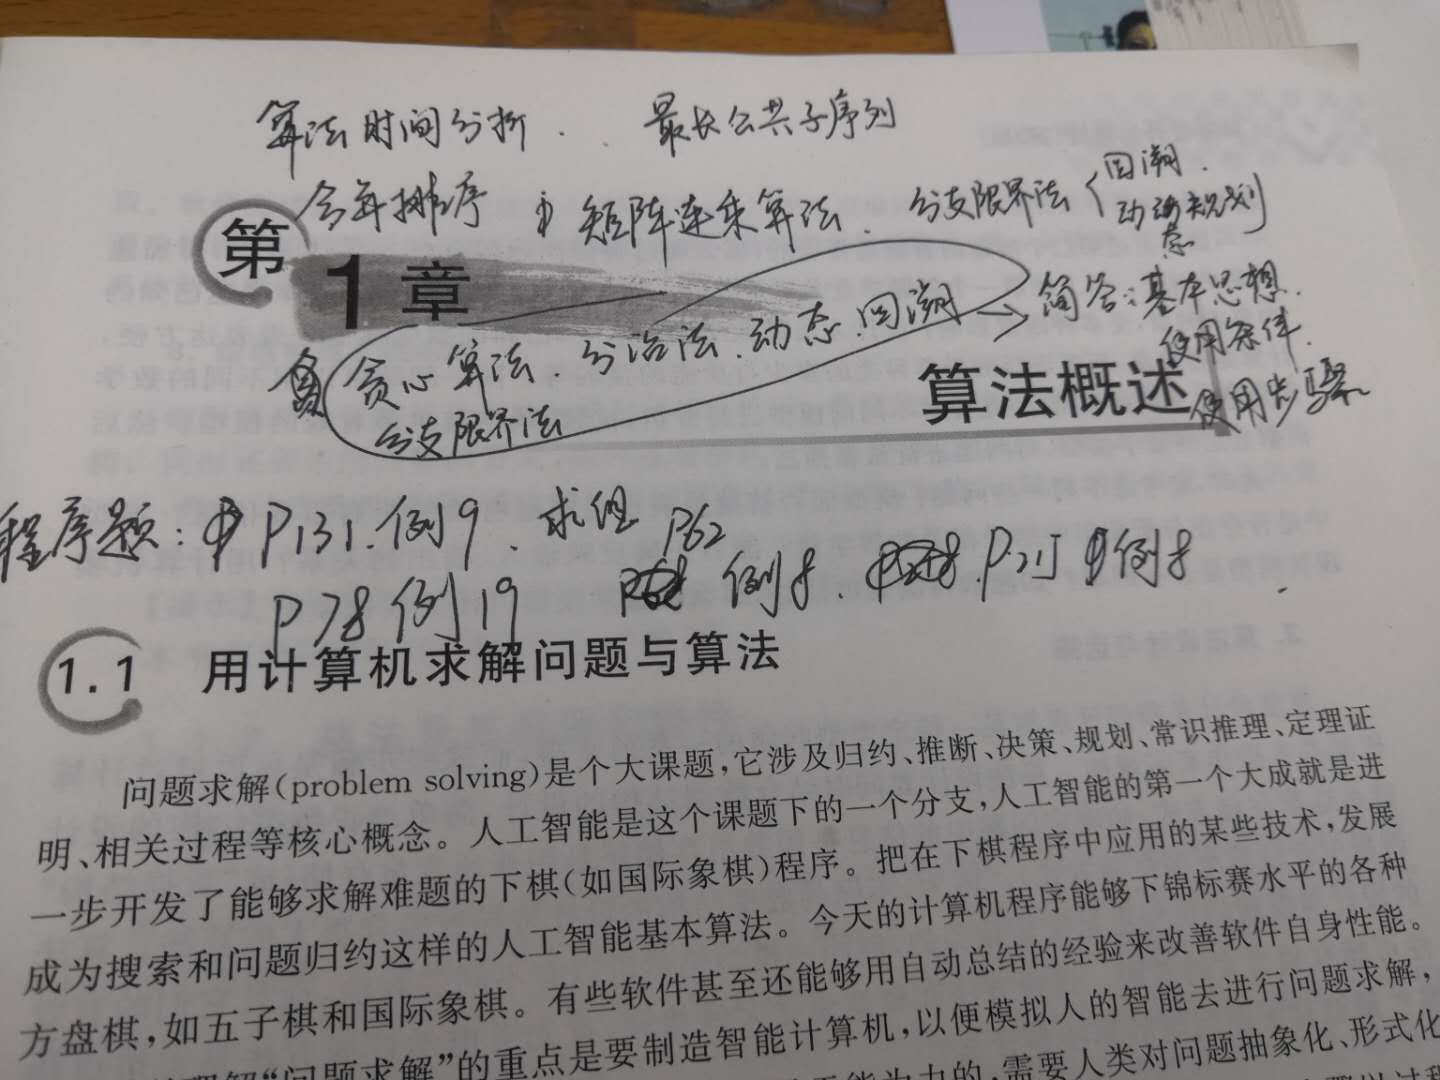 算法时间分析. 最长公共子序列
合并排序 矩阵连乘算法. 分支限界法 回溯.
动态规划
第1章
贪心算法 分治法.动态.回溯 → 简答:基本思想.
使用条件.
分支限界法 算法概述 使用步骤
程序题: P131.例9. 求组 P62
P78例19 例8. P25例8
1.1 用计算机求解问题与算法
问题求解(problem solving)是个大课题,它涉及归约、推断、决策、规划、常识推理、定理证
明、相关过程等核心概念。人工智能是这个课题下的一个分支,人工智能的第一个大成就是进
一步开发了能够求解难题的下棋(如国际象棋)程序。把在下棋程序中应用的某些技术,发展
成为搜索和问题归约这样的人工智能基本算法。今天的计算机程序能够下锦标赛水平的各种
方盘棋,如五子棋和国际象棋。有些软件甚至还能够用自动总结的经验来改善软件自身性能。
“问题求解”的重点是要制造智能计算机,以便模拟人的智能去进行问题求解,
能为力的,需要人类对问题抽象化、形式化